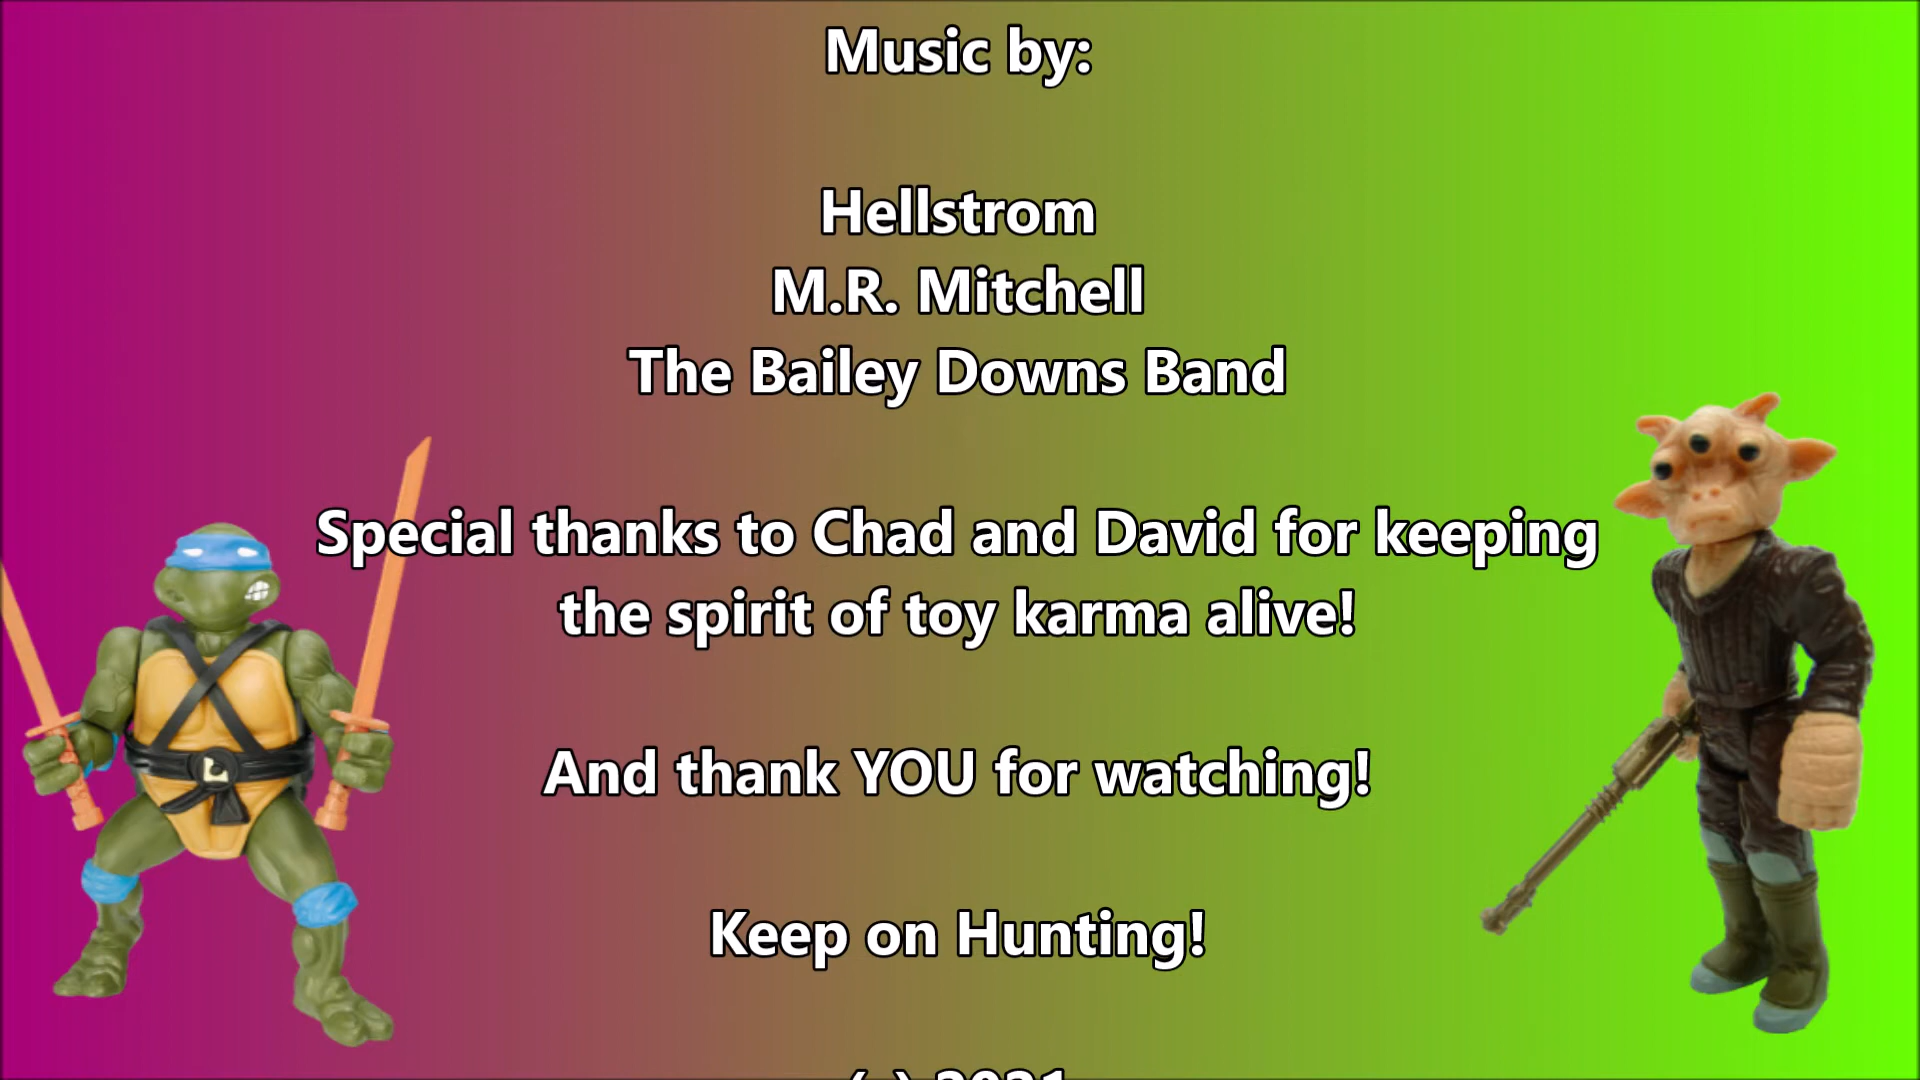 Music by:
Hellstrom
M.R. Mitchell
The Bailey Downs Band
Special thanks to Chad and David for keeping
the spirit of toy karma alive!
And thank YOU for watching!
Keep on Hunting!
(c) 2021